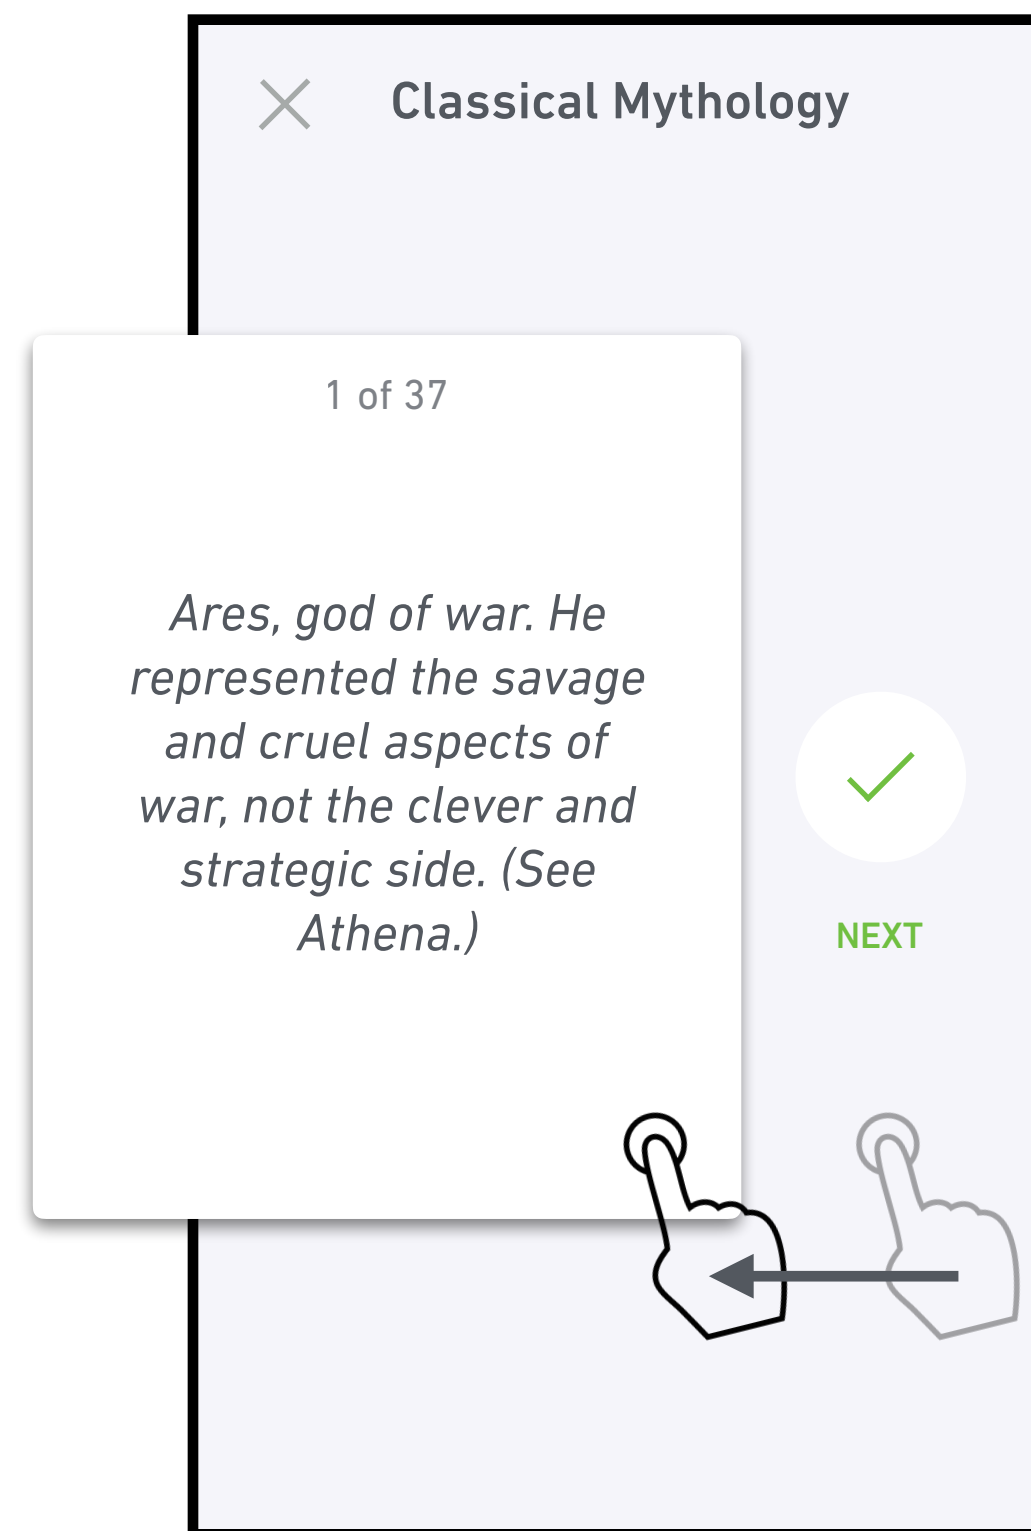 Classical Mythology
1 of 37
Ares, god of war. He
represented the savage
and cruel aspects of
war, not the clever and
strategic side. (See
Athena.)
NEXT